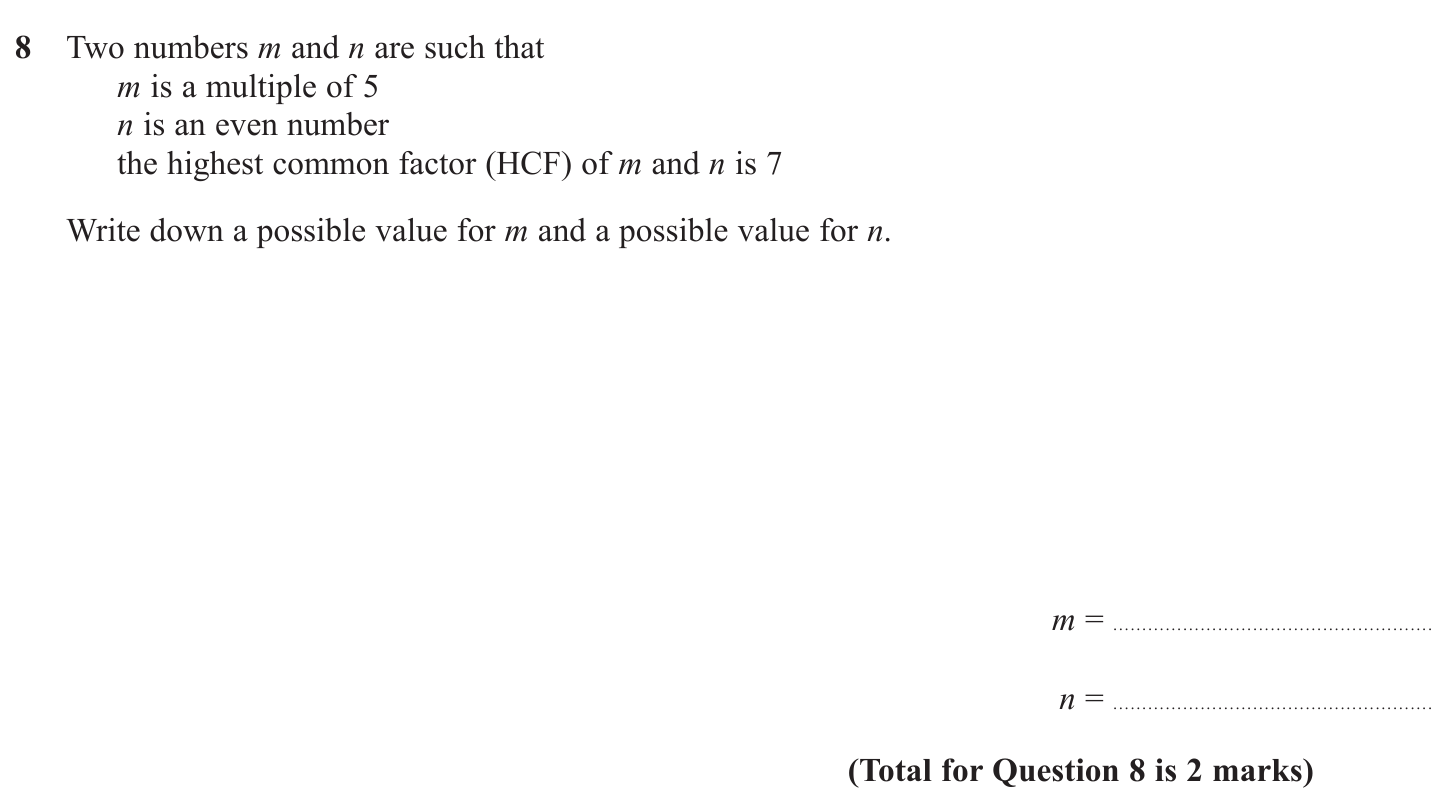 8 Two numbers m and n are such that
m is a multiple of 5
n is an even number
the highest common factor (HCF) of m and n is 7
Write down a possible value for m and a possible value for n.
m = ....................................................
n = ....................................................
(Total for Question 8 is 2 marks)